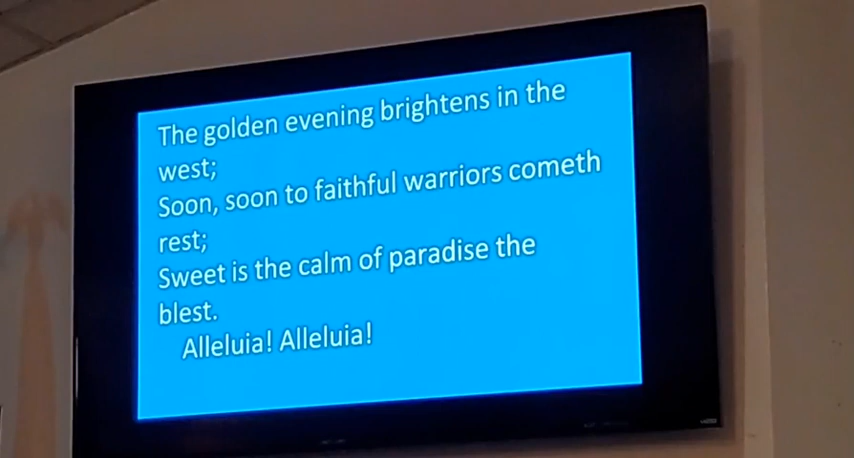 The golden evening brightens in the
west;
Soon, soon to faithful warriors cometh
rest;
Sweet is the calm of paradise the
blest.
Alleluia! Alleluia!